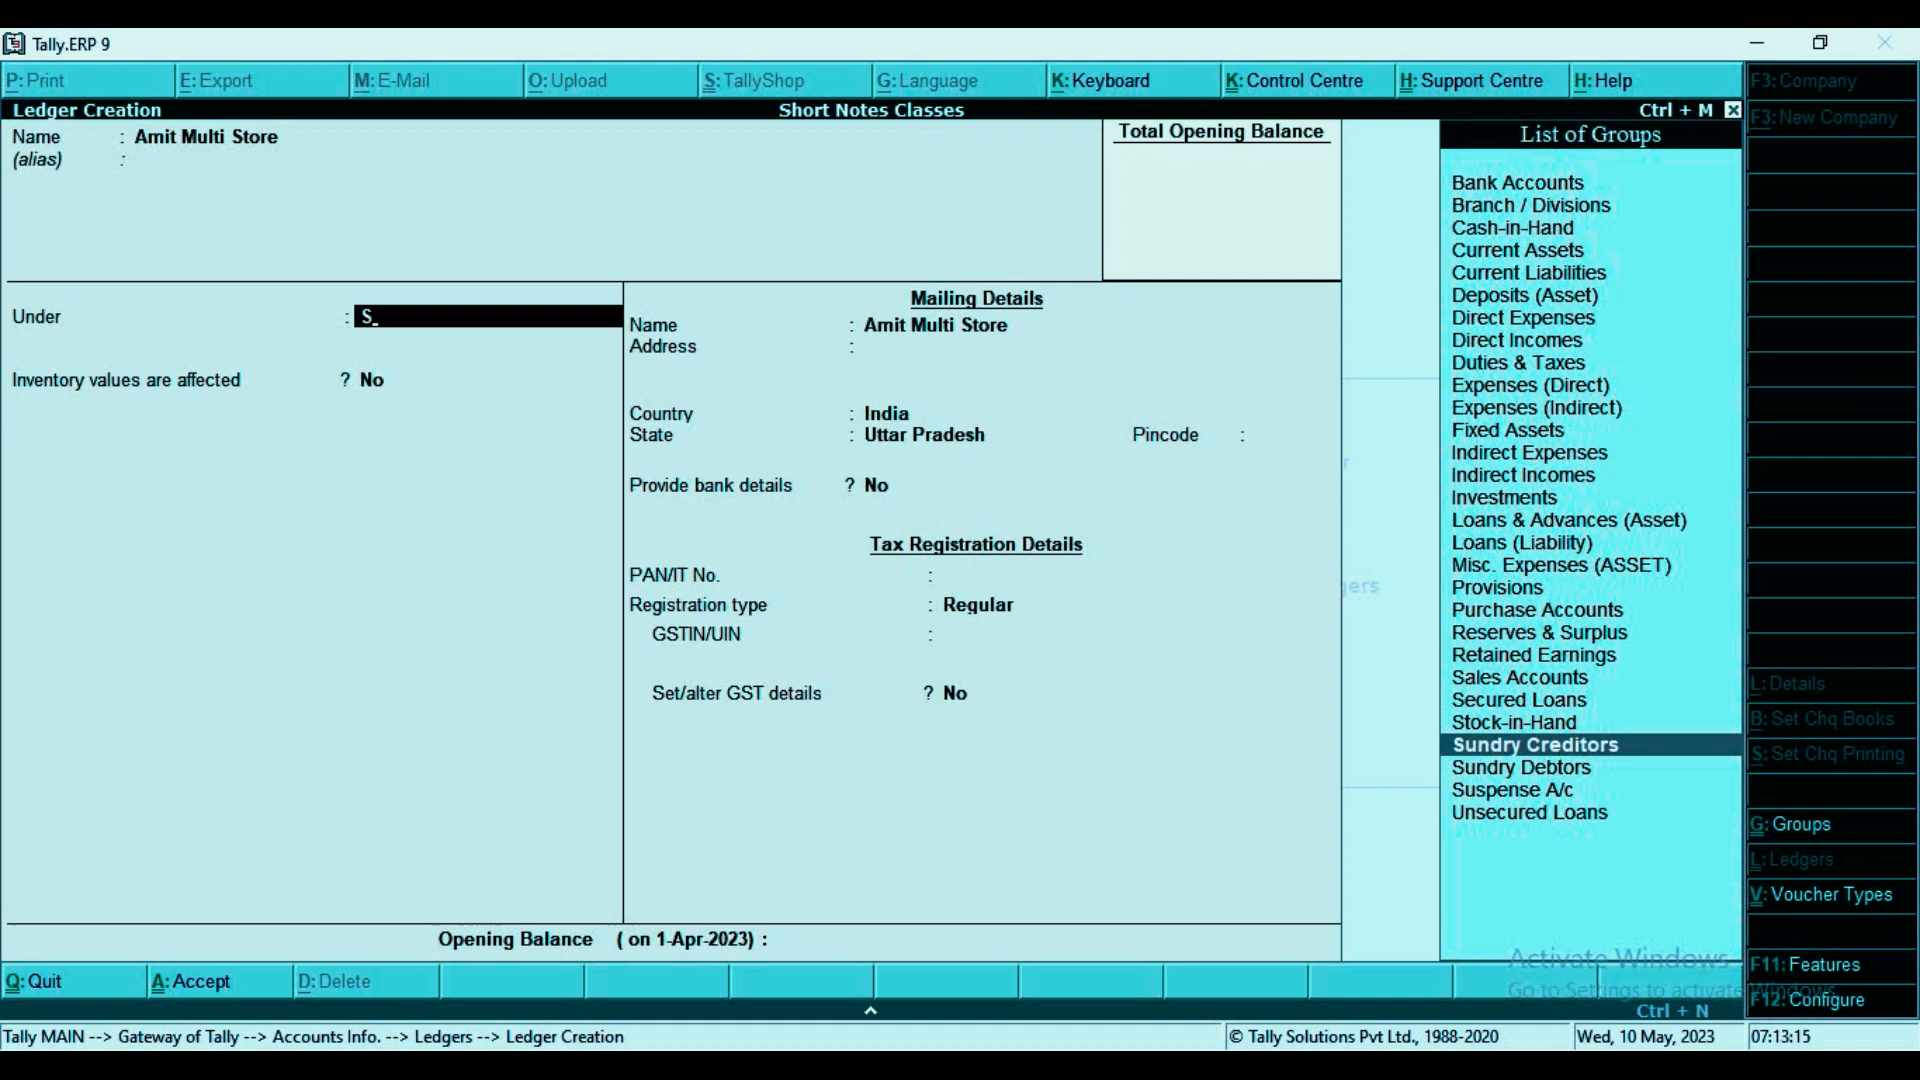 Tally.ERP 9
P: Print E: Export M: E-Mail O: Upload S: TallyShop G: Language K: Keyboard K: Control Centre H: Support Centre H: Help
Ledger Creation Short Notes Classes Ctrl + M
Name : Amit Multi Store
(alias) :
Total Opening Balance
Under : S
Inventory values are affected ? No
Mailing Details
Name : Amit Multi Store
Address :
Country : India
State : Uttar Pradesh Pincode :
Provide bank details ? No
Tax Registration Details
PAN/IT No. :
Registration type : Regular
GSTIN/UIN :
Set/alter GST details ? No
Opening Balance ( on 1-Apr-2023) :
List of Groups
Bank Accounts
Branch / Divisions
Cash-in-Hand
Current Assets
Current Liabilities
Deposits (Asset)
Direct Expenses
Direct Incomes
Duties & Taxes
Expenses (Direct)
Expenses (Indirect)
Fixed Assets
Indirect Expenses
Indirect Incomes
Investments
Loans & Advances (Asset)
Loans (Liability)
Misc. Expenses (ASSET)
Provisions
Purchase Accounts
Reserves & Surplus
Retained Earnings
Sales Accounts
Secured Loans
Stock-in-Hand
Sundry Creditors
Sundry Debtors
Suspense A/c
Unsecured Loans
F3: Company
F3: New Company
L: Details
B: Set Chq Books
S: Set Chq Printing
G: Groups
L: Ledgers
V: Voucher Types
F11: Features
F12: Configure
Activate Windows
Go to Settings to activate Windows.
Q: Quit A: Accept D: Delete
Ctrl + N
Tally MAIN --> Gateway of Tally --> Accounts Info. --> Ledgers --> Ledger Creation © Tally Solutions Pvt Ltd., 1988-2020 Wed, 10 May, 2023 07:13:15